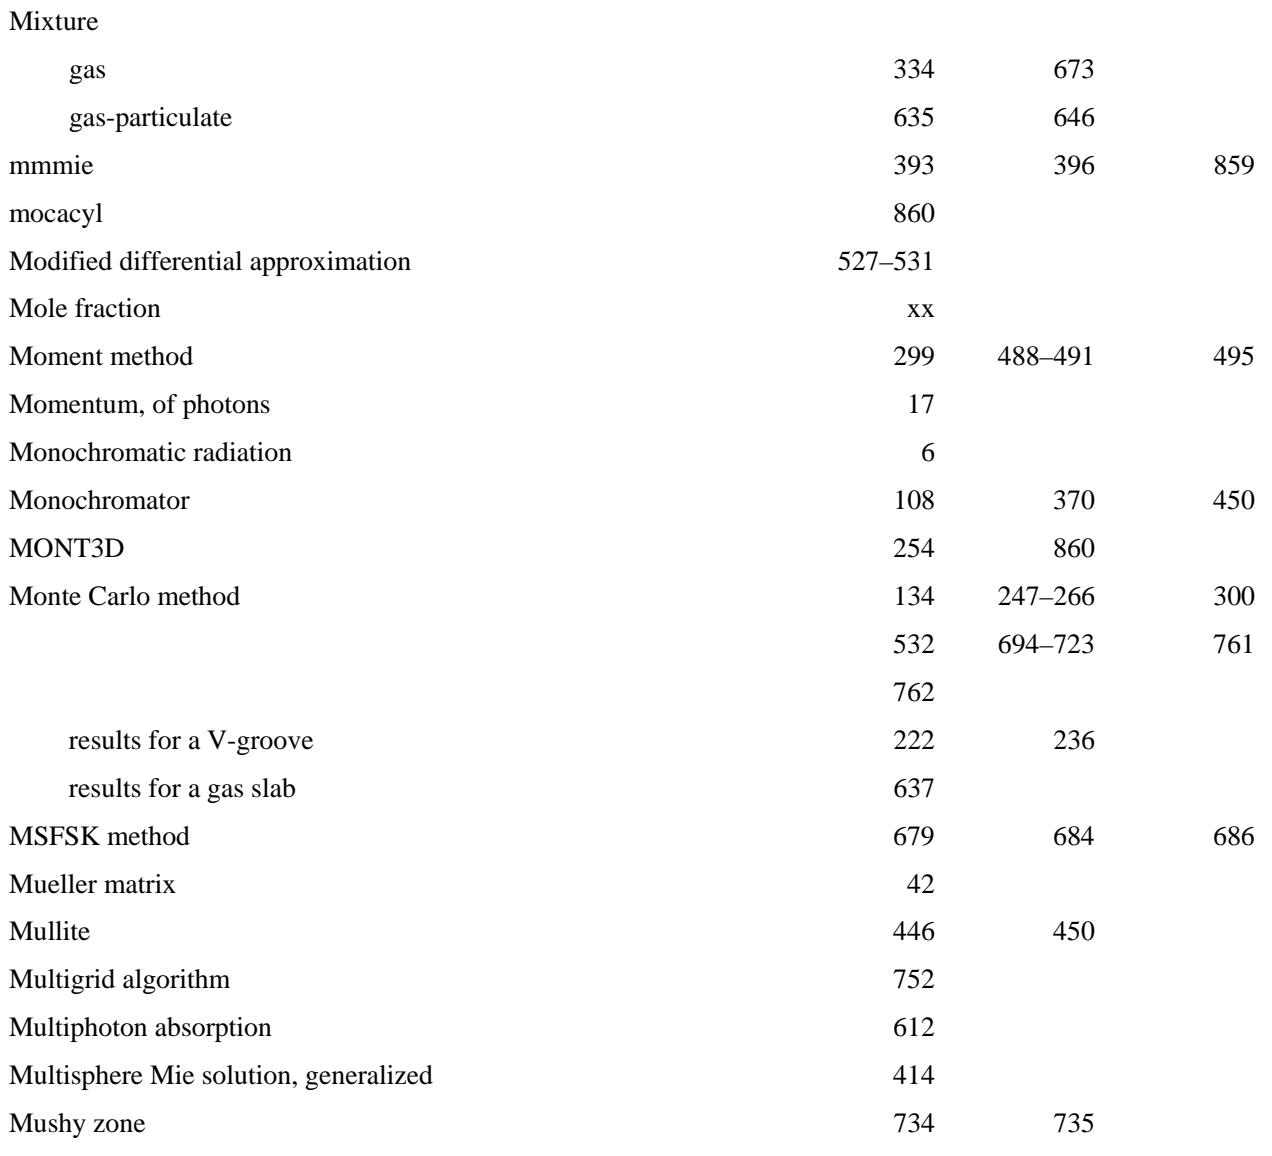 Mixture
gas 334 673
gas-particulate 635 646
mmmie 393 396 859
mocacyl 860
Modified differential approximation 527–531
Mole fraction xx
Moment method 299 488–491 495
Momentum, of photons 17
Monochromatic radiation 6
Monochromator 108 370 450
MONT3D 254 860
Monte Carlo method 134 247–266 300
532 694–723 761
762
results for a V-groove 222 236
results for a gas slab 637
MSFSK method 679 684 686
Mueller matrix 42
Mullite 446 450
Multigrid algorithm 752
Multiphoton absorption 612
Multisphere Mie solution, generalized 414
Mushy zone 734 735